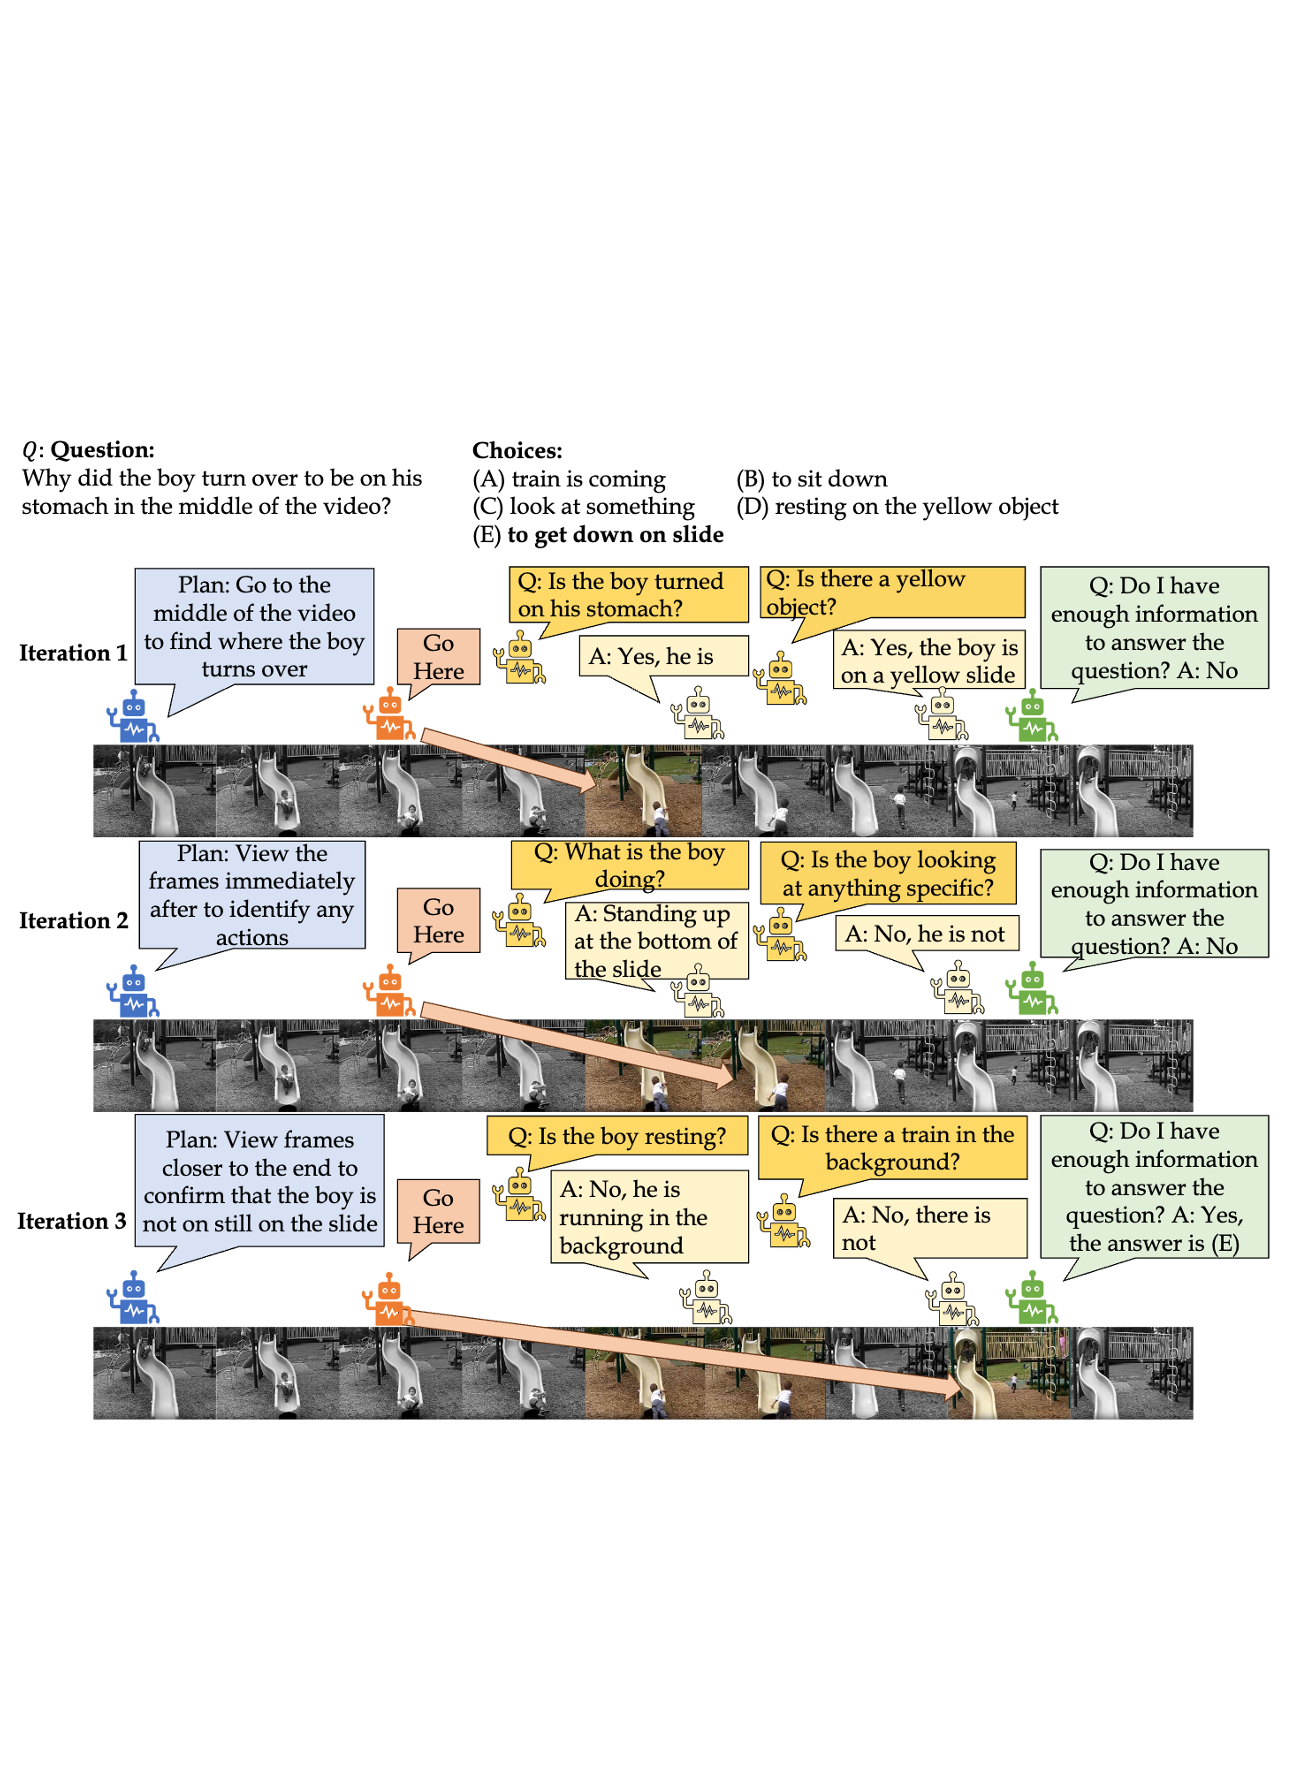 Q: Question:
Why did the boy turn over to be on his
stomach in the middle of the video?
Choices:
(A) train is coming
(B) to sit down
(C) look at something
(D) resting on the yellow object
(E) to get down on slide
Iteration 1
Plan: Go to the
middle of the video
to find where the boy
turns over
Go
Here
Q: Is the boy turned
on his stomach?
A: Yes, he is
Q: Is there a yellow
object?
A: Yes, the boy is
on a yellow slide
Q: Do I have
enough information
to answer the
question? A: No
Iteration 2
Plan: View the
frames immediately
after to identify any
actions
Go
Here
Q: What is the boy
doing?
A: Standing up
at the bottom of
the slide
Q: Is the boy looking
at anything specific?
A: No, he is not
Q: Do I have
enough information
to answer the
question? A: No
Iteration 3
Plan: View frames
closer to the end to
confirm that the boy is
not on still on the slide
Go
Here
Q: Is the boy resting?
A: No, he is
running in the
background
Q: Is there a train in the
background?
A: No, there is
not
Q: Do I have
enough information
to answer the
question? A: Yes,
the answer is (E)